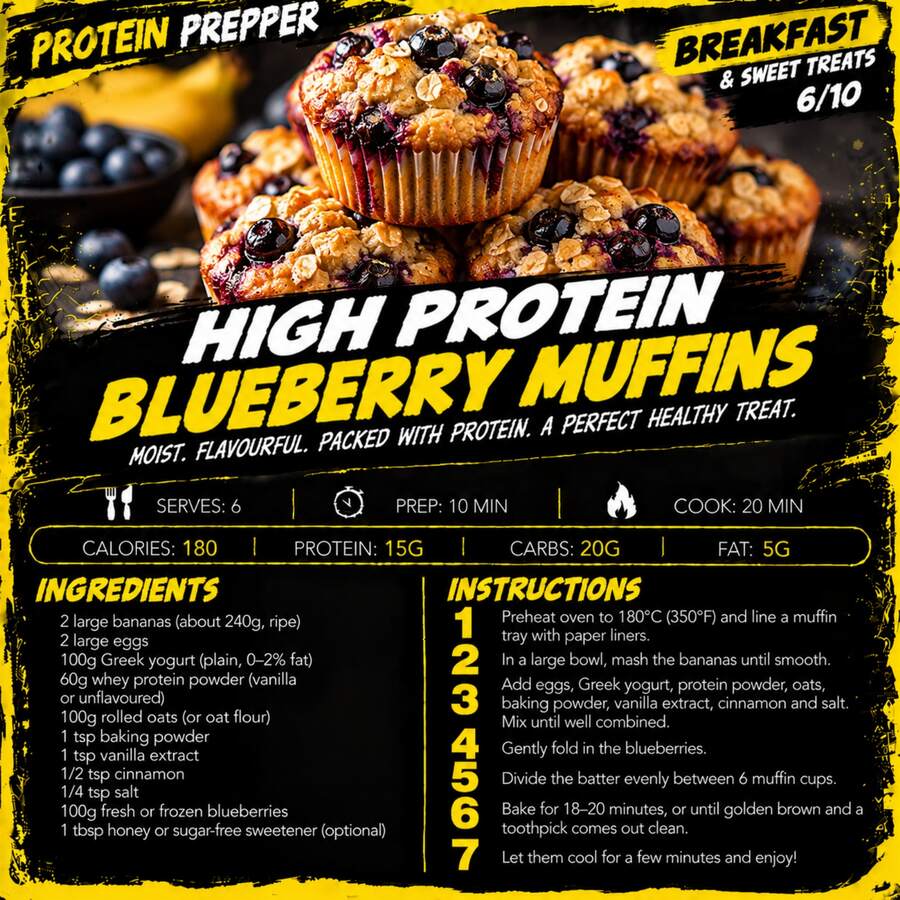 PROTEIN PREPPER
BREAKFAST
& SWEET TREATS
6/10
HIGH PROTEIN
BLUEBERRY MUFFINS
MOIST. FLAVOURFUL. PACKED WITH PROTEIN. A PERFECT HEALTHY TREAT.
SERVES: 6
PREP: 10 MIN
COOK: 20 MIN
CALORIES: 180
PROTEIN: 15G
CARBS: 20G
FAT: 5G
INGREDIENTS
2 large bananas (about 240g, ripe)
2 large eggs
100g Greek yogurt (plain, 0–2% fat)
60g whey protein powder (vanilla
or unflavoured)
100g rolled oats (or oat flour)
1 tsp baking powder
1 tsp vanilla extract
1/2 tsp cinnamon
1/4 tsp salt
100g fresh or frozen blueberries
1 tbsp honey or sugar-free sweetener (optional)
INSTRUCTIONS
1 Preheat oven to 180°C (350°F) and line a muffin
tray with paper liners.
2 In a large bowl, mash the bananas until smooth.
3 Add eggs, Greek yogurt, protein powder, oats,
baking powder, vanilla extract, cinnamon and salt.
Mix until well combined.
4 Gently fold in the blueberries.
5 Divide the batter evenly between 6 muffin cups.
6 Bake for 18–20 minutes, or until golden brown and a
toothpick comes out clean.
7 Let them cool for a few minutes and enjoy!